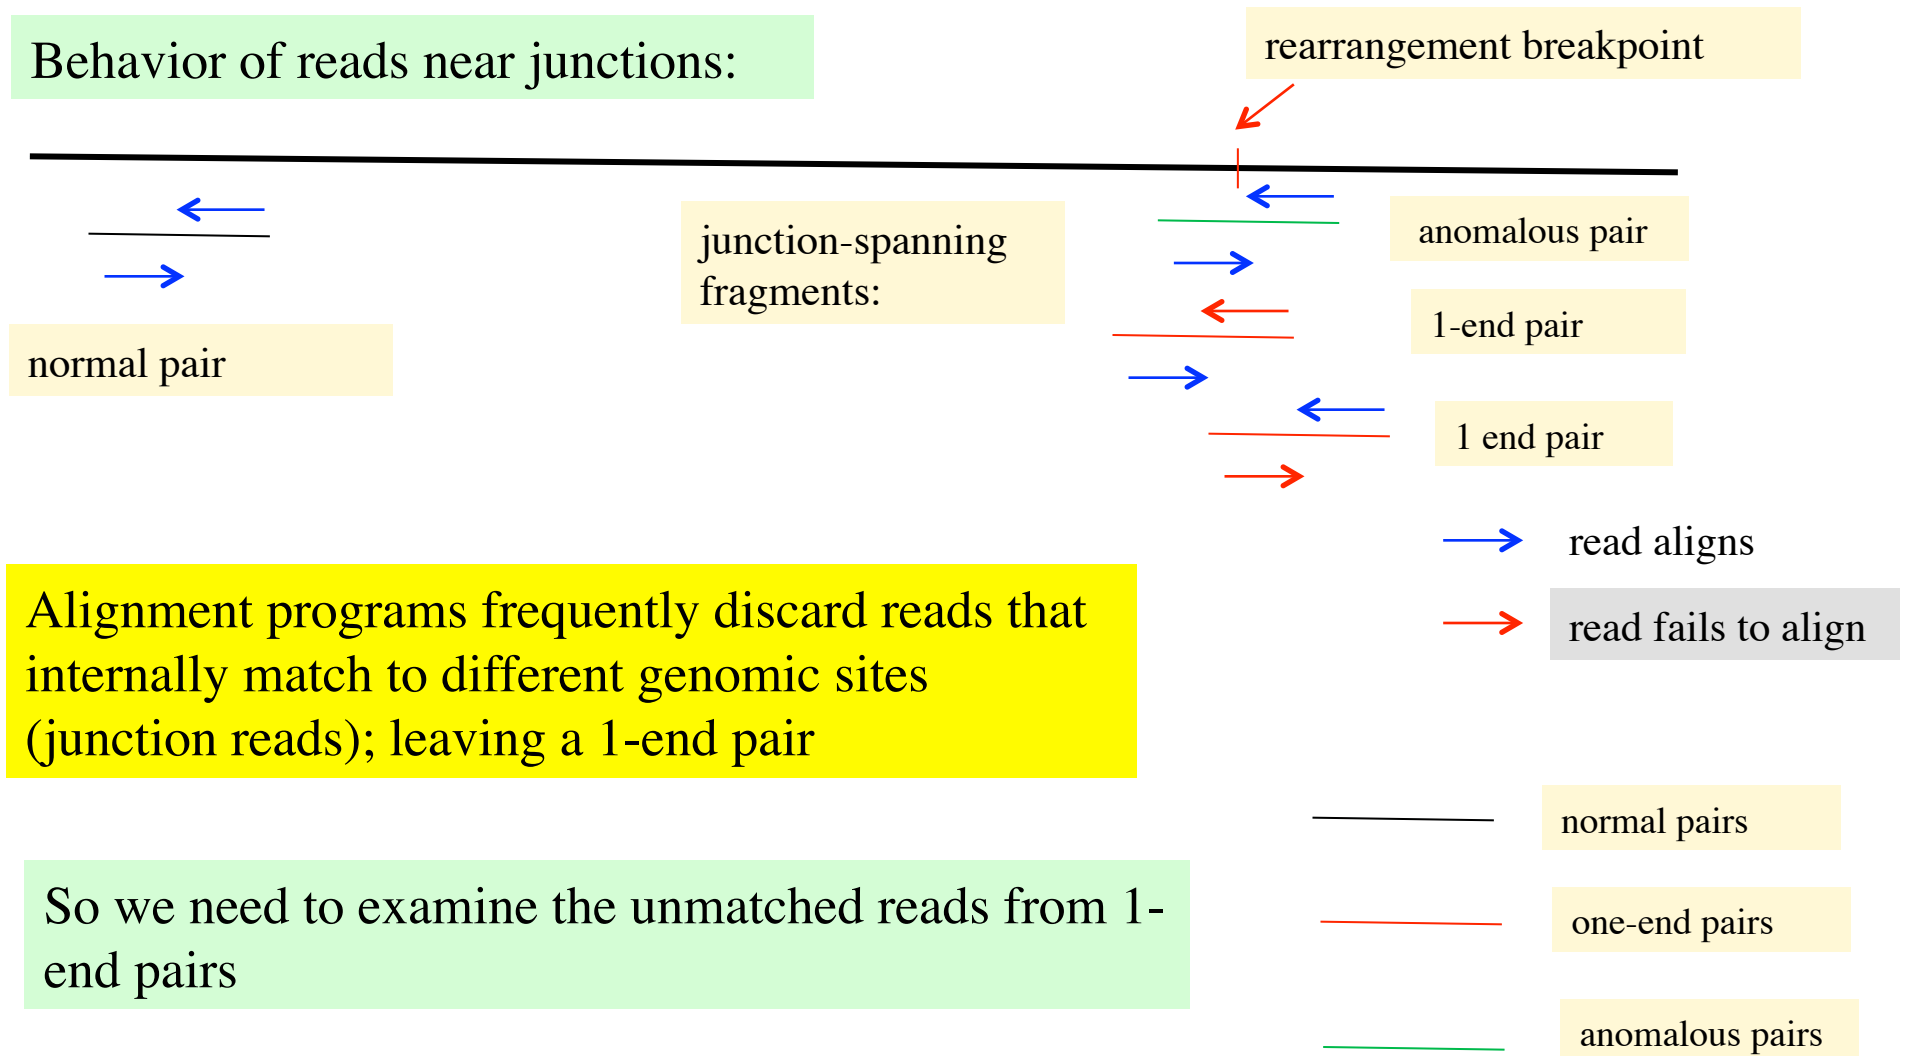 Behavior of reads near junctions:
rearrangement breakpoint
junction-spanning
fragments:
anomalous pair
1-end pair
normal pair
1 end pair
read aligns
read fails to align
Alignment programs frequently discard reads that
internally match to different genomic sites
(junction reads); leaving a 1-end pair
normal pairs
So we need to examine the unmatched reads from 1-
end pairs
one-end pairs
anomalous pairs